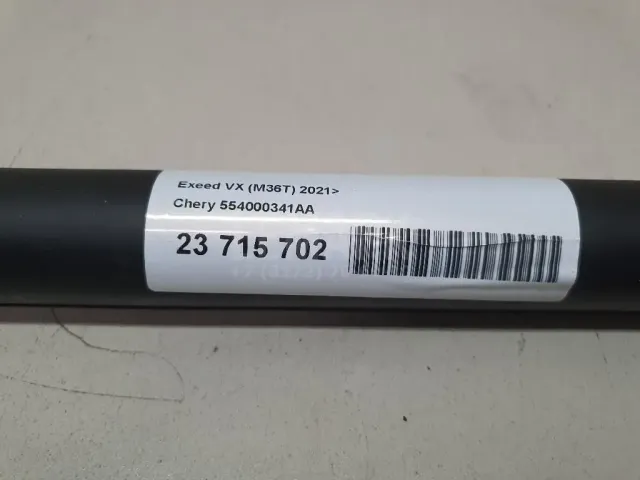 Exeed VX (M36T) 2021>
Chery 554000341AA
23 715 702